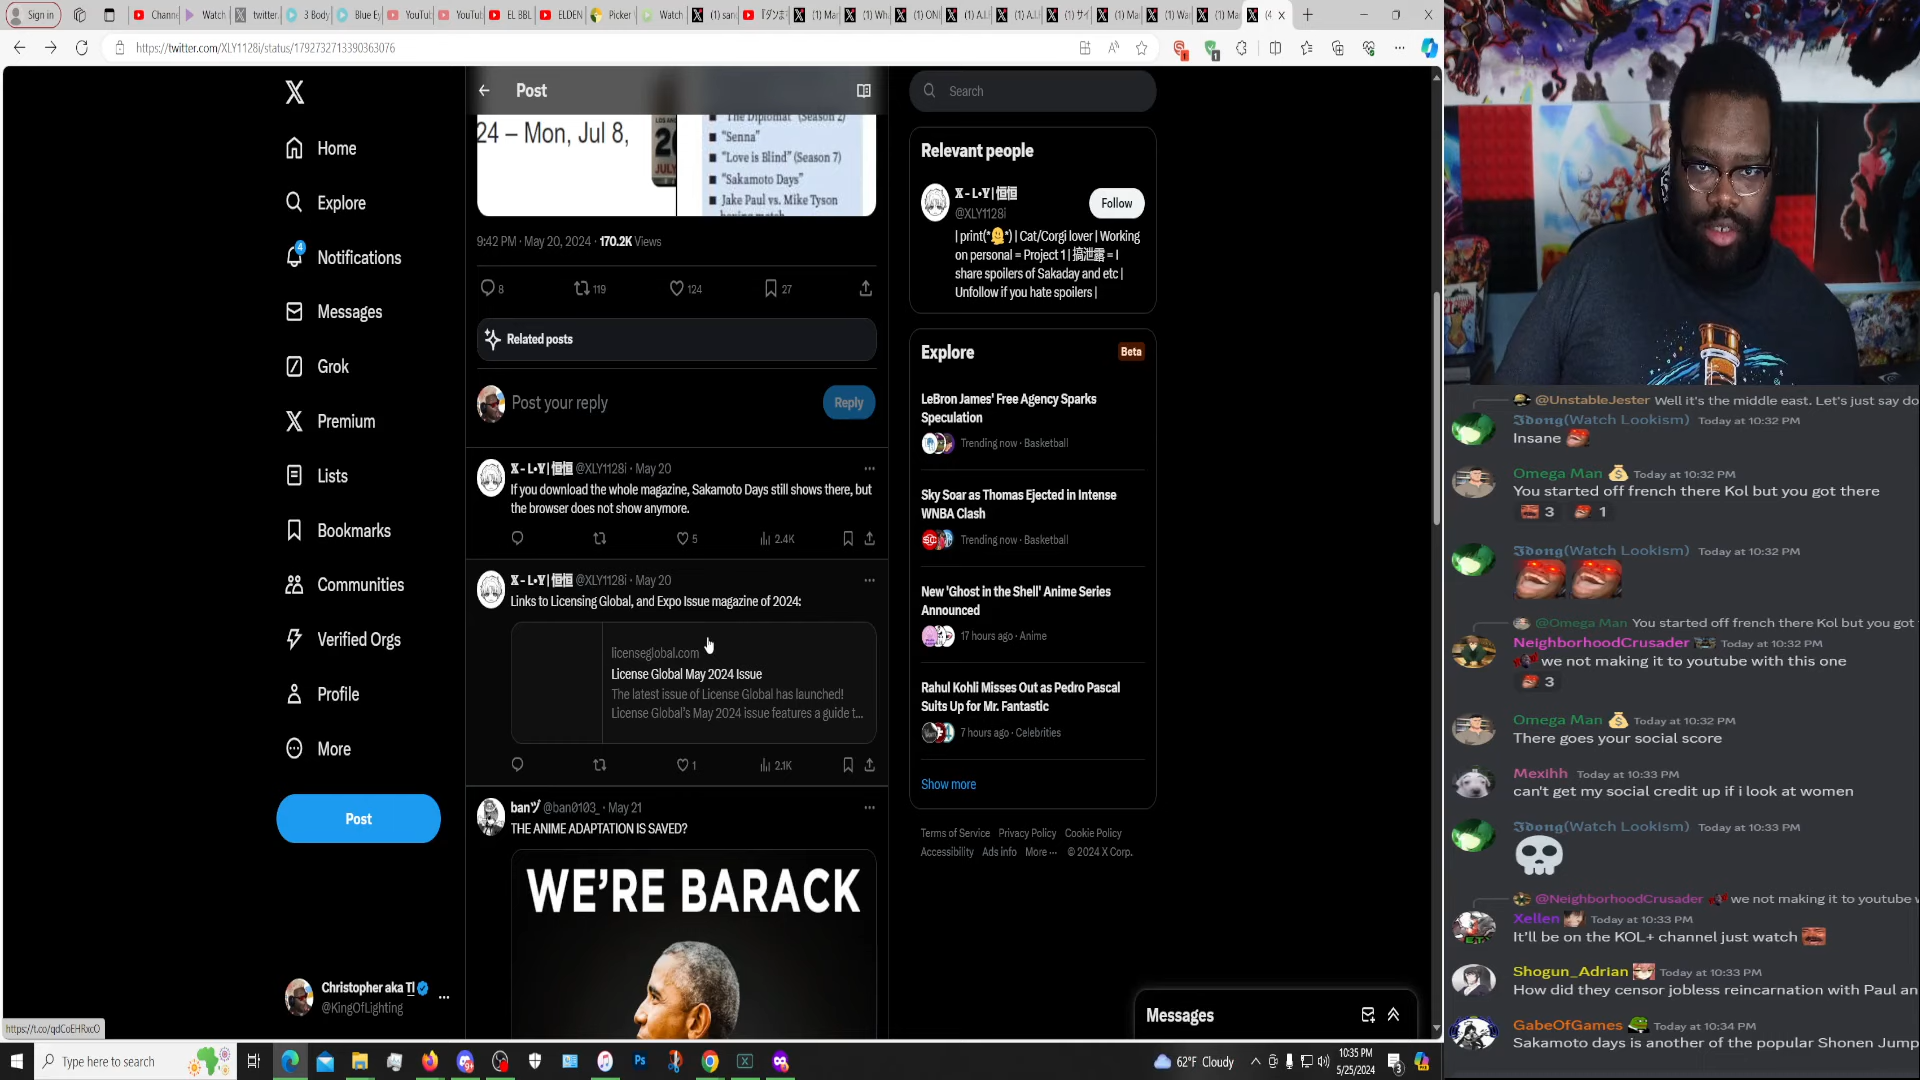 Sign in
Chann
Watch
twitter.
3 Body
Blue Ey
YouTul
YouTul
EL BBL
ELDEN
Picker
Watch
(1) san
『ダンま
(1) Mar
(1) Wh
(1) ON
(1) A.I.I
(1) A.I.I
(1) サイ
(1) Ma
(1) Wa
(1) Ma
(4
https://twitter.com/XLY1128i/status/1792732713390363076
X
Home
Explore
4
Notifications
Messages
Grok
Premium
Lists
Bookmarks
Communities
Verified Orgs
Profile
More
Post
Christopher aka T!
@KingOfLighting
https://t.co/qdCoEHRxcO
Post
24 – Mon, Jul 8,
JULY
"The Diplomat" (Season 2)
"Senna"
"Love is Blind" (Season 7)
"Sakamoto Days"
Jake Paul vs. Mike Tyson
boxing match
9:42 PM · May 20, 2024 · 170.2K Views
8 119 124 27
Related posts
Post your reply
Reply
X - L•Y | 恒恒 @XLY1128i · May 20
If you download the whole magazine, Sakamoto Days still shows there, but
the browser does not show anymore.
5 2.4K
X - L•Y | 恒恒 @XLY1128i · May 20
Links to Licensing Global, and Expo Issue magazine of 2024:
licenseglobal.com
License Global May 2024 Issue
The latest issue of License Global has launched!
License Global's May 2024 issue features a guide t...
1 2.1K
banヅ @ban0103_ · May 21
THE ANIME ADAPTATION IS SAVED?
WE'RE BARACK
Search
Relevant people
X - L•Y | 恒恒
@XLY1128i
Follow
| print(*🫠*) | Cat/Corgi lover | Working
on personal = Project 1 | 搞泄露 = I
share spoilers of Sakaday and etc |
Unfollow if you hate spoilers |
Explore
Beta
LeBron James' Free Agency Sparks
Speculation
Trending now · Basketball
Sky Soar as Thomas Ejected in Intense
WNBA Clash
Trending now · Basketball
New 'Ghost in the Shell' Anime Series
Announced
17 hours ago · Anime
Rahul Kohli Misses Out as Pedro Pascal
Suits Up for Mr. Fantastic
7 hours ago · Celebrities
Show more
Terms of Service Privacy Policy Cookie Policy
Accessibility Ads info More ··· © 2024 X Corp.
Messages
@UnstableJester Well it's the middle east. Let's just say do
𝕴𝖉𝖔𝖓𝖌(Watch Lookism) Today at 10:32 PM
Insane
Omega Man 💰 Today at 10:32 PM
You started off french there Kol but you got there
3 1
𝕴𝖉𝖔𝖓𝖌(Watch Lookism) Today at 10:32 PM
@Omega Man You started off french there Kol but you got
NeighborhoodCrusader Today at 10:32 PM
we not making it to youtube with this one
3
Omega Man 💰 Today at 10:32 PM
There goes your social score
Mexihh Today at 10:33 PM
can't get my social credit up if i look at women
𝕴𝖉𝖔𝖓𝖌(Watch Lookism) Today at 10:33 PM
@NeighborhoodCrusader we not making it to youtube w
Xellen Today at 10:33 PM
It'll be on the KOL+ channel just watch
Shogun_Adrian Today at 10:33 PM
How did they censor jobless reincarnation with Paul an
GabeOfGames Today at 10:34 PM
Sakamoto days is another of the popular Shonen Jump
Type here to search
62°F Cloudy
10:35 PM
5/25/2024
3